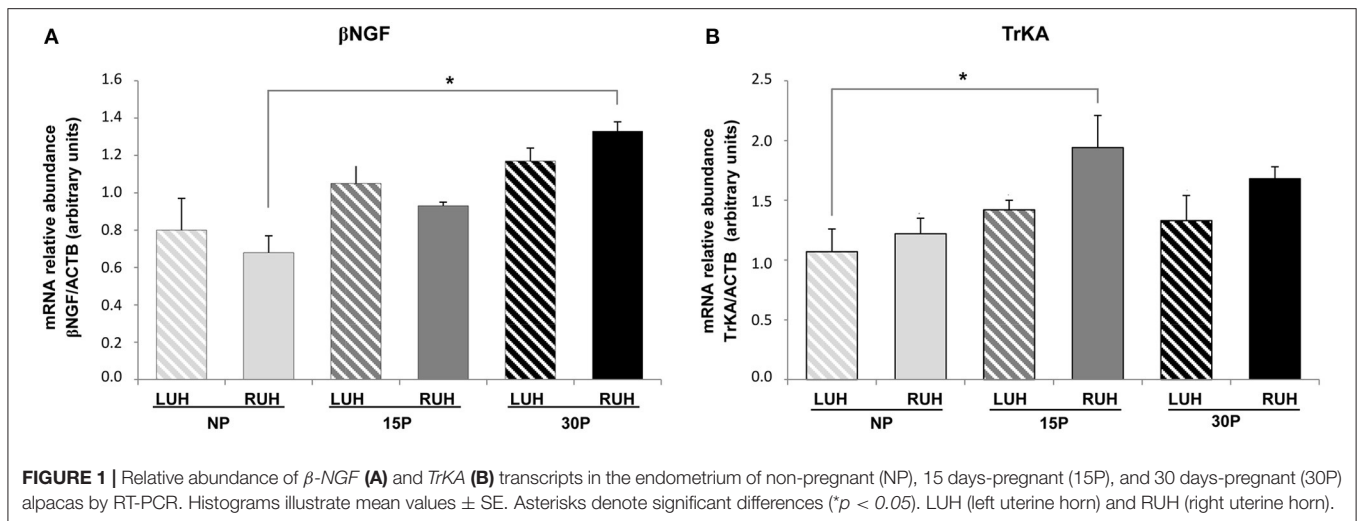 A
βNGF
mRNA relative abundance
βNGF/ACTB (arbitrary units)
1.6
1.4
1.2
1.0
0.8
0.6
0.4
0.2
0.0
*
LUH RUH LUH RUH LUH RUH
NP 15P 30P
B
TrKA
mRNA relative abundance
TrKA/ACTB (arbitrary units)
2.5
2.0
1.5
1.0
0.5
0.0
*
LUH RUH LUH RUH LUH RUH
NP 15P 30P
FIGURE 1 | Relative abundance of β-NGF (A) and TrKA (B) transcripts in the endometrium of non-pregnant (NP), 15 days-pregnant (15P), and 30 days-pregnant (30P)
alpacas by RT-PCR. Histograms illustrate mean values ± SE. Asterisks denote significant differences (*p < 0.05). LUH (left uterine horn) and RUH (right uterine horn).